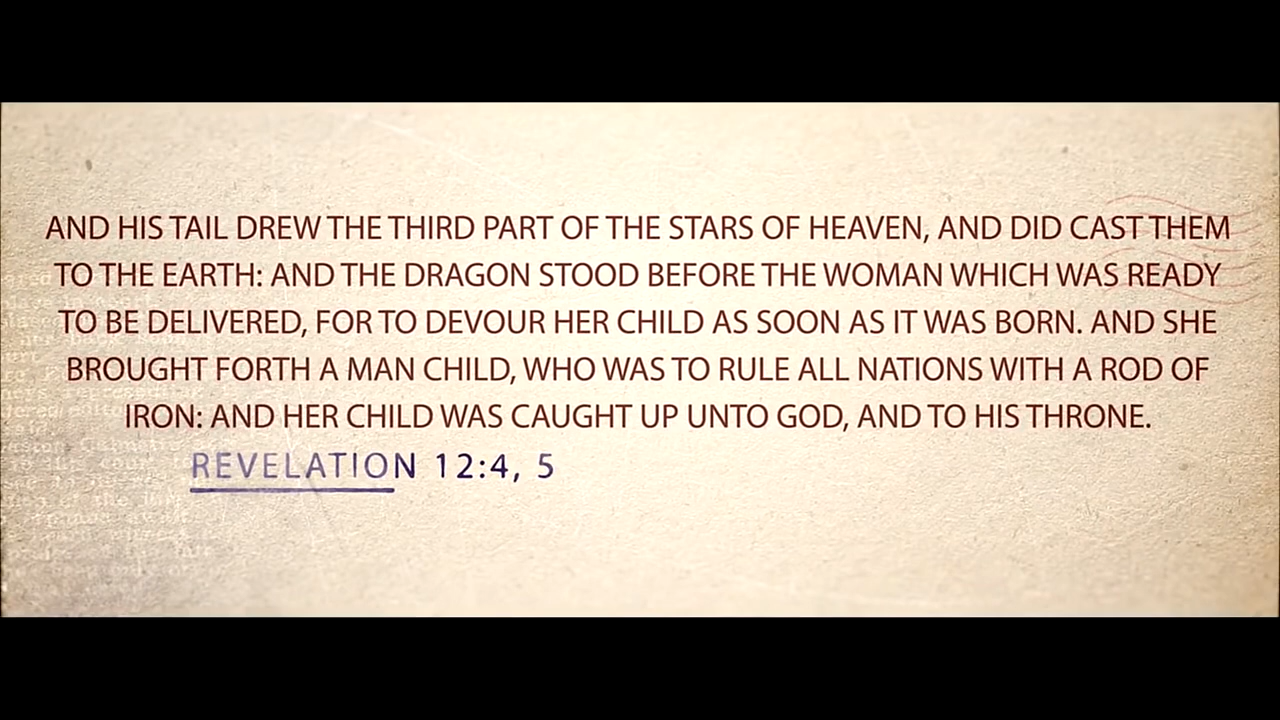 AND HIS TAIL DREW THE THIRD PART OF THE STARS OF HEAVEN, AND DID CAST THEM
TO THE EARTH: AND THE DRAGON STOOD BEFORE THE WOMAN WHICH WAS READY
TO BE DELIVERED, FOR TO DEVOUR HER CHILD AS SOON AS IT WAS BORN. AND SHE
BROUGHT FORTH A MAN CHILD, WHO WAS TO RULE ALL NATIONS WITH A ROD OF
IRON: AND HER CHILD WAS CAUGHT UP UNTO GOD, AND TO HIS THRONE.
REVELATION 12:4, 5